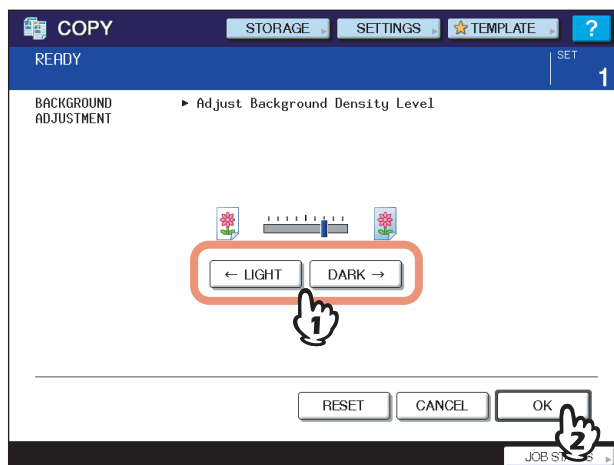 COPY STORAGE SETTINGS TEMPLATE ?
READY SET
1
BACKGROUND ADJUSTMENT
► Adjust Background Density Level
← LIGHT DARK →
1
RESET CANCEL OK
2
JOB